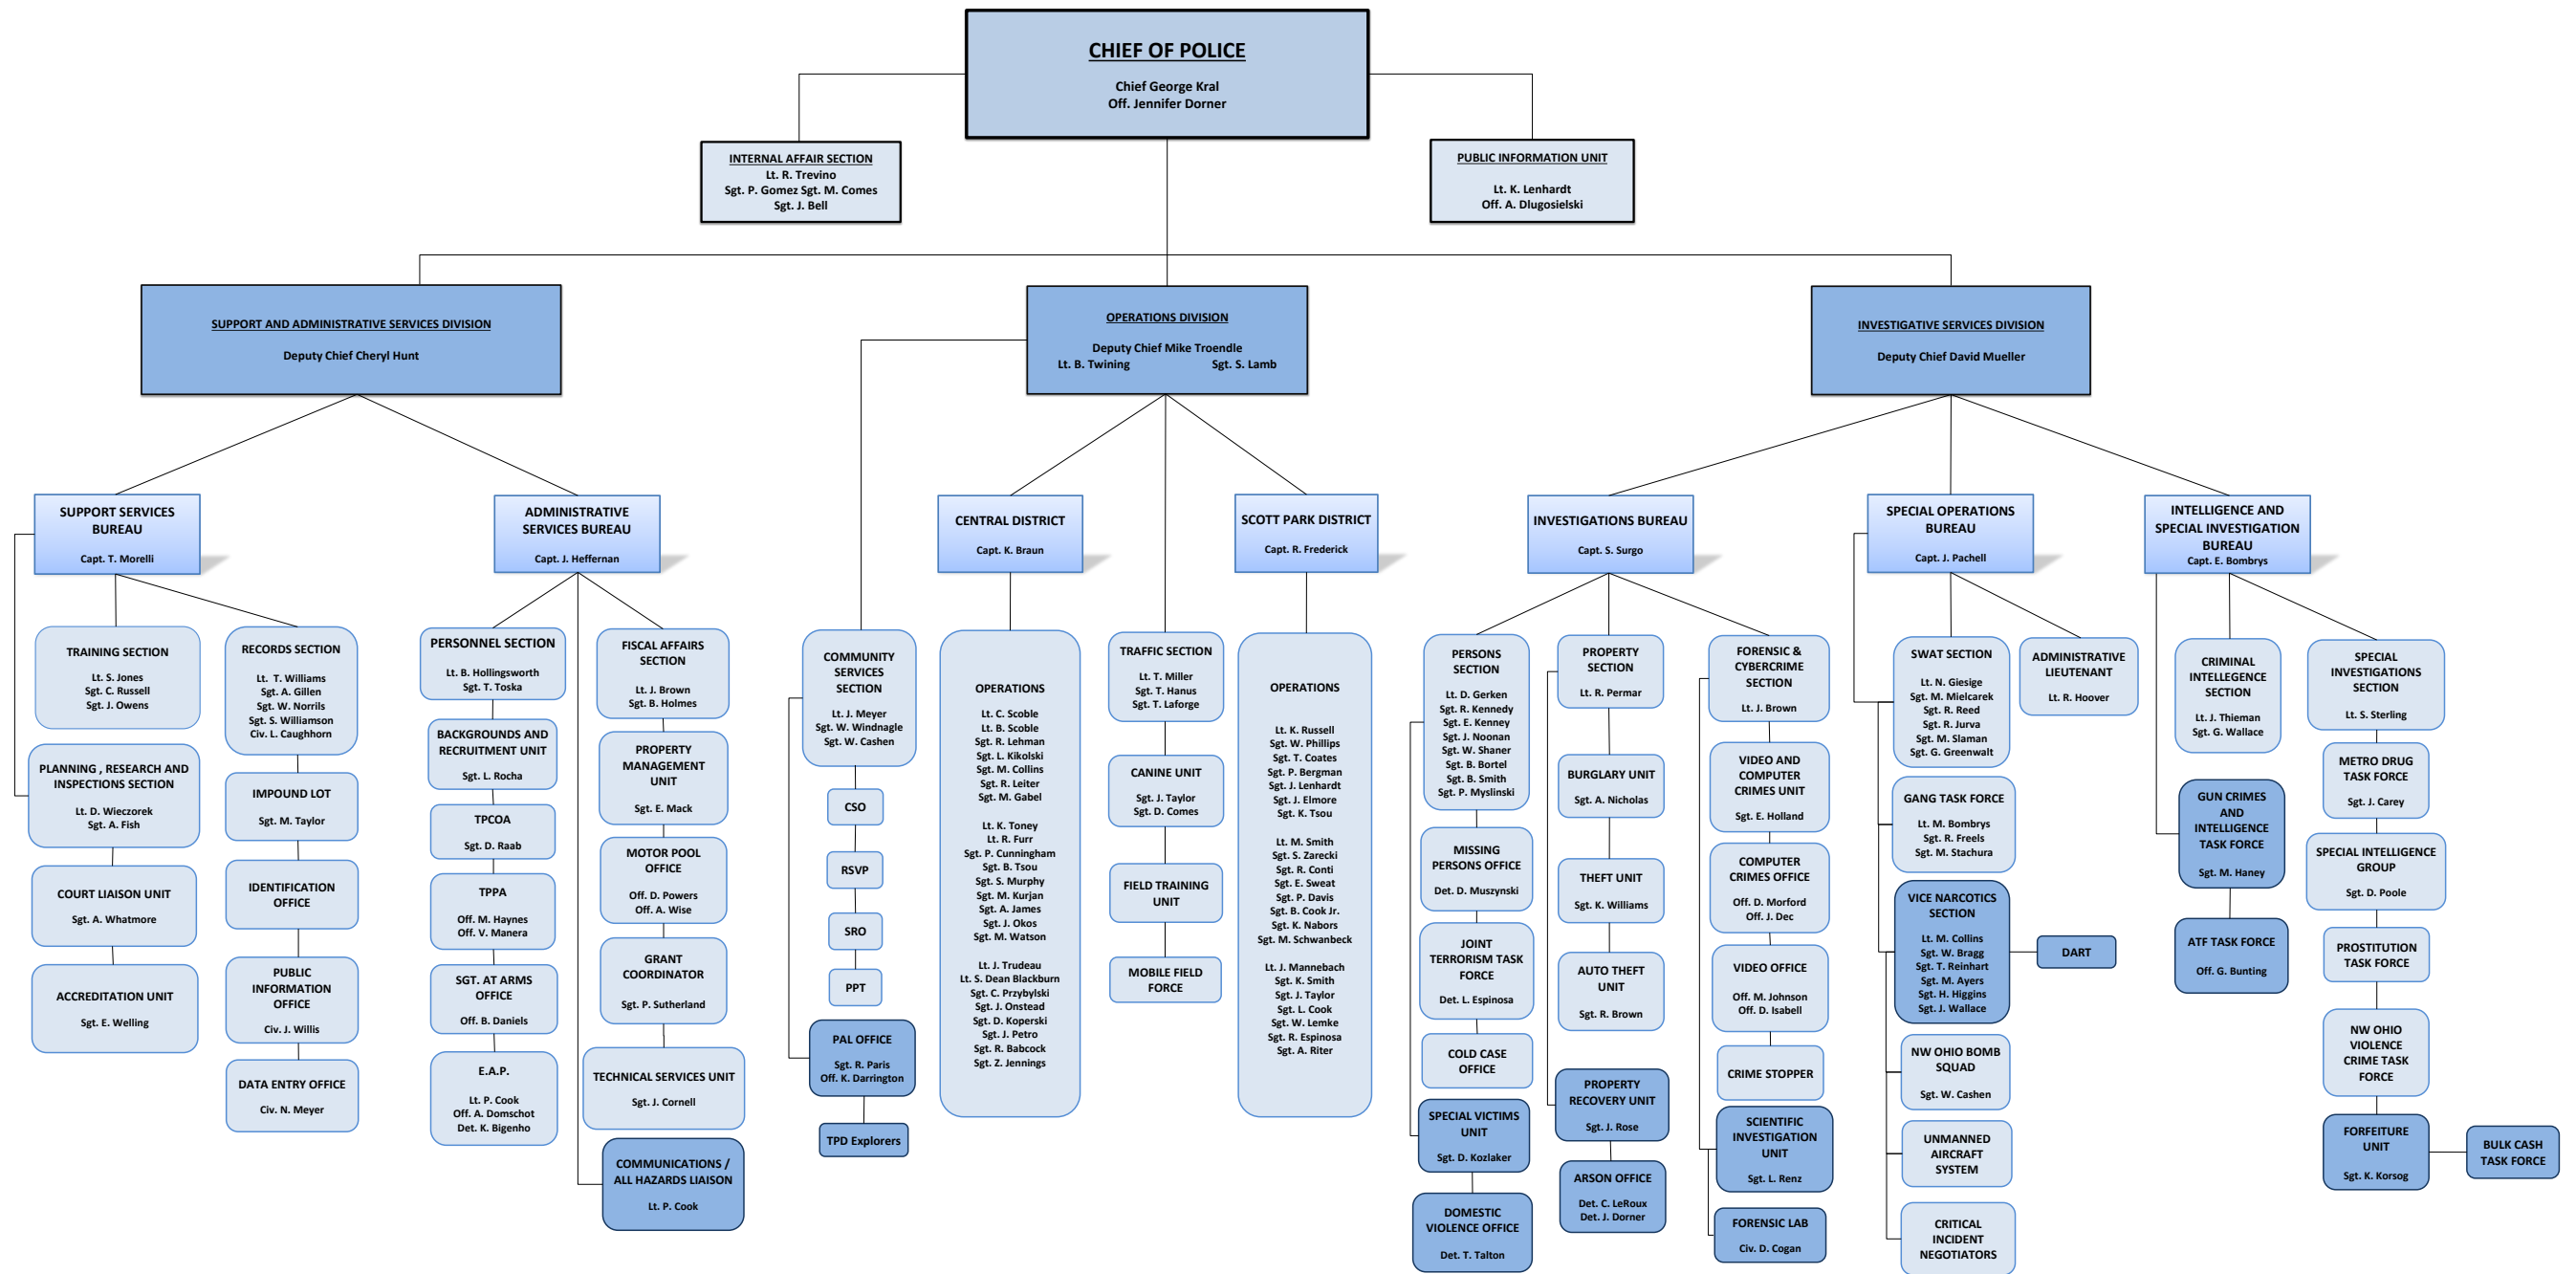 CHIEF OF POLICE
Chief George Kral
Off. Jennifer Dorner
INTERNAL AFFAIR SECTION
Lt. R. Trevino
Sgt. P. Gomez Sgt. M. Comes
Sgt. J. Bell
PUBLIC INFORMATION UNIT
Lt. K. Lenhardt
Off. A. Dlugosielski
SUPPORT AND ADMINISTRATIVE SERVICES DIVISION
Deputy Chief Cheryl Hunt
OPERATIONS DIVISION
Deputy Chief Mike Troendle
Lt. B. Twining Sgt. S. Lamb
INVESTIGATIVE SERVICES DIVISION
Deputy Chief David Mueller
SUPPORT SERVICES
BUREAU
Capt. T. Morelli
ADMINISTRATIVE
SERVICES BUREAU
Capt. J. Heffernan
CENTRAL DISTRICT
Capt. K. Braun
SCOTT PARK DISTRICT
Capt. R. Frederick
INVESTIGATIONS BUREAU
Capt. S. Surgo
SPECIAL OPERATIONS
BUREAU
Capt. J. Pachell
INTELLIGENCE AND
SPECIAL INVESTIGATION
BUREAU
Capt. E. Bombrys
TRAINING SECTION
Lt. S. Jones
Sgt. C. Russell
Sgt. J. Owens
PLANNING , RESEARCH AND
INSPECTIONS SECTION
Lt. D. Wieczorek
Sgt. A. Fish
COURT LIAISON UNIT
Sgt. A. Whatmore
ACCREDITATION UNIT
Sgt. E. Welling
RECORDS SECTION
Lt. T. Williams
Sgt. A. Gillen
Sgt. W. Norrils
Sgt. S. Williamson
Civ. L. Caughhorn
IMPOUND LOT
Sgt. M. Taylor
IDENTIFICATION
OFFICE
PUBLIC
INFORMATION
OFFICE
Civ. J. Willis
DATA ENTRY OFFICE
Civ. N. Meyer
PERSONNEL SECTION
Lt. B. Hollingsworth
Sgt. T. Toska
BACKGROUNDS AND
RECRUITMENT UNIT
Sgt. L. Rocha
TPCOA
Sgt. D. Raab
TPPA
Off. M. Haynes
Off. V. Manera
SGT. AT ARMS
OFFICE
Off. B. Daniels
E.A.P.
Lt. P. Cook
Off. A. Domschot
Det. K. Bigenho
FISCAL AFFAIRS
SECTION
Lt. J. Brown
Sgt. B. Holmes
PROPERTY
MANAGEMENT
UNIT
Sgt. E. Mack
MOTOR POOL
OFFICE
Off. D. Powers
Off. A. Wise
GRANT
COORDINATOR
Sgt. P. Sutherland
TECHNICAL SERVICES UNIT
Sgt. J. Cornell
COMMUNICATIONS /
ALL HAZARDS LIAISON
Lt. P. Cook
COMMUNITY
SERVICES
SECTION
Lt. J. Meyer
Sgt. W. Windnagle
Sgt. W. Cashen
CSO
RSVP
SRO
PPT
PAL OFFICE
Sgt. R. Paris
Off. K. Darrington
TPD Explorers
OPERATIONS
Lt. C. Scoble
Lt. B. Scoble
Sgt. R. Lehman
Sgt. L. Kikolski
Sgt. M. Collins
Sgt. R. Leiter
Sgt. M. Gabel
Lt. K. Toney
Lt. R. Furr
Sgt. P. Cunningham
Sgt. B. Tsou
Sgt. S. Murphy
Sgt. M. Kurjan
Sgt. A. James
Sgt. J. Okos
Sgt. M. Watson
Lt. J. Trudeau
Lt. S. Dean Blackburn
Sgt. C. Przybylski
Sgt. J. Onstead
Sgt. D. Koperski
Sgt. J. Petro
Sgt. R. Babcock
Sgt. Z. Jennings
TRAFFIC SECTION
Lt. T. Miller
Sgt. T. Hanus
Sgt. T. Laforge
CANINE UNIT
Sgt. J. Taylor
Sgt. D. Comes
FIELD TRAINING
UNIT
MOBILE FIELD
FORCE
OPERATIONS
Lt. K. Russell
Sgt. W. Phillips
Sgt. T. Coates
Sgt. P. Bergman
Sgt. J. Lenhardt
Sgt. J. Elmore
Sgt. K. Tsou
Lt. M. Smith
Sgt. S. Zarecki
Sgt. R. Conti
Sgt. E. Sweat
Sgt. P. Davis
Sgt. B. Cook Jr.
Sgt. K. Nabors
Sgt. M. Schwanbeck
Lt. J. Mannebach
Sgt. K. Smith
Sgt. J. Taylor
Sgt. L. Cook
Sgt. W. Lemke
Sgt. R. Espinosa
Sgt. A. Riter
PERSONS
SECTION
Lt. D. Gerken
Sgt. R. Kennedy
Sgt. E. Kenney
Sgt. J. Noonan
Sgt. W. Shaner
Sgt. B. Bortel
Sgt. B. Smith
Sgt. P. Myslinski
MISSING
PERSONS OFFICE
Det. D. Muszynski
JOINT
TERRORISM TASK
FORCE
Det. L. Espinosa
COLD CASE
OFFICE
SPECIAL VICTIMS
UNIT
Sgt. D. Kozlaker
DOMESTIC
VIOLENCE OFFICE
Det. T. Talton
PROPERTY
SECTION
Lt. R. Permar
BURGLARY UNIT
Sgt. A. Nicholas
THEFT UNIT
Sgt. K. Williams
AUTO THEFT
UNIT
Sgt. R. Brown
PROPERTY
RECOVERY UNIT
Sgt. J. Rose
ARSON OFFICE
Det. C. LeRoux
Det. J. Dorner
FORENSIC &
CYBERCRIME
SECTION
Lt. J. Brown
VIDEO AND
COMPUTER
CRIMES UNIT
Sgt. E. Holland
COMPUTER
CRIMES OFFICE
Off. D. Morford
Off. J. Dec
VIDEO OFFICE
Off. M. Johnson
Off. D. Isabell
CRIME STOPPER
SCIENTIFIC
INVESTIGATION
UNIT
Sgt. L. Renz
FORENSIC LAB
Civ. D. Cogan
SWAT SECTION
Lt. N. Giesige
Sgt. M. Mielcarek
Sgt. R. Reed
Sgt. R. Jurva
Sgt. M. Slaman
Sgt. G. Greenwalt
GANG TASK FORCE
Lt. M. Bombrys
Sgt. R. Freels
Sgt. M. Stachura
VICE NARCOTICS
SECTION
Lt. M. Collins
Sgt. W. Bragg
Sgt. T. Reinhart
Sgt. M. Ayers
Sgt. H. Higgins
Sgt. J. Wallace
DART
NW OHIO BOMB
SQUAD
Sgt. W. Cashen
UNMANNED
AIRCRAFT
SYSTEM
CRITICAL
INCIDENT
NEGOTIATORS
ADMINISTRATIVE
LIEUTENANT
Lt. R. Hoover
CRIMINAL
INTELLEGENCE
SECTION
Lt. J. Thieman
Sgt. G. Wallace
GUN CRIMES
AND
INTELLIGENCE
TASK FORCE
Sgt. M. Haney
ATF TASK FORCE
Off. G. Bunting
SPECIAL
INVESTIGATIONS
SECTION
Lt. S. Sterling
METRO DRUG
TASK FORCE
Sgt. J. Carey
SPECIAL INTELLIGENCE
GROUP
Sgt. D. Poole
PROSTITUTION
TASK FORCE
NW OHIO
VIOLENCE
CRIME TASK
FORCE
FORFEITURE
UNIT
Sgt. K. Korsog
BULK CASH
TASK FORCE